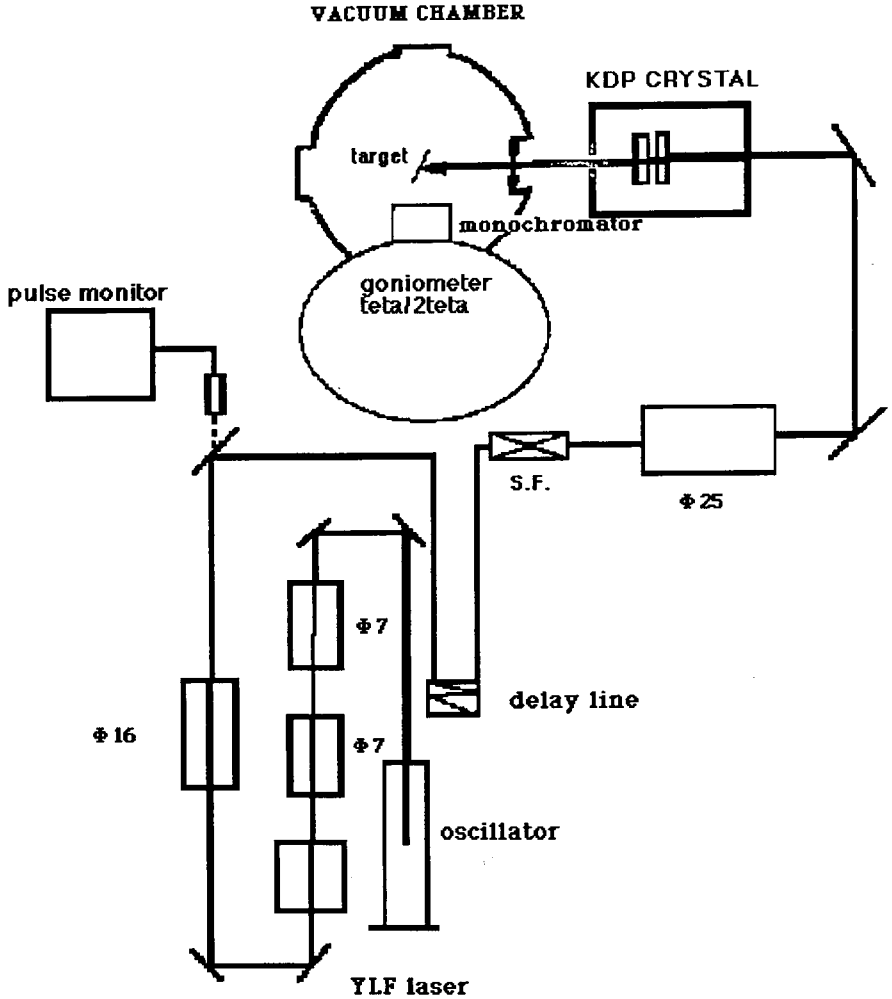 VACUUM CHAMBER
KDP CRYSTAL
target
monochromator
goniometer
teta/2teta
pulse monitor
S.F.
Φ 25
Φ 7
delay line
Φ 16
Φ 7
oscillator
YLF laser